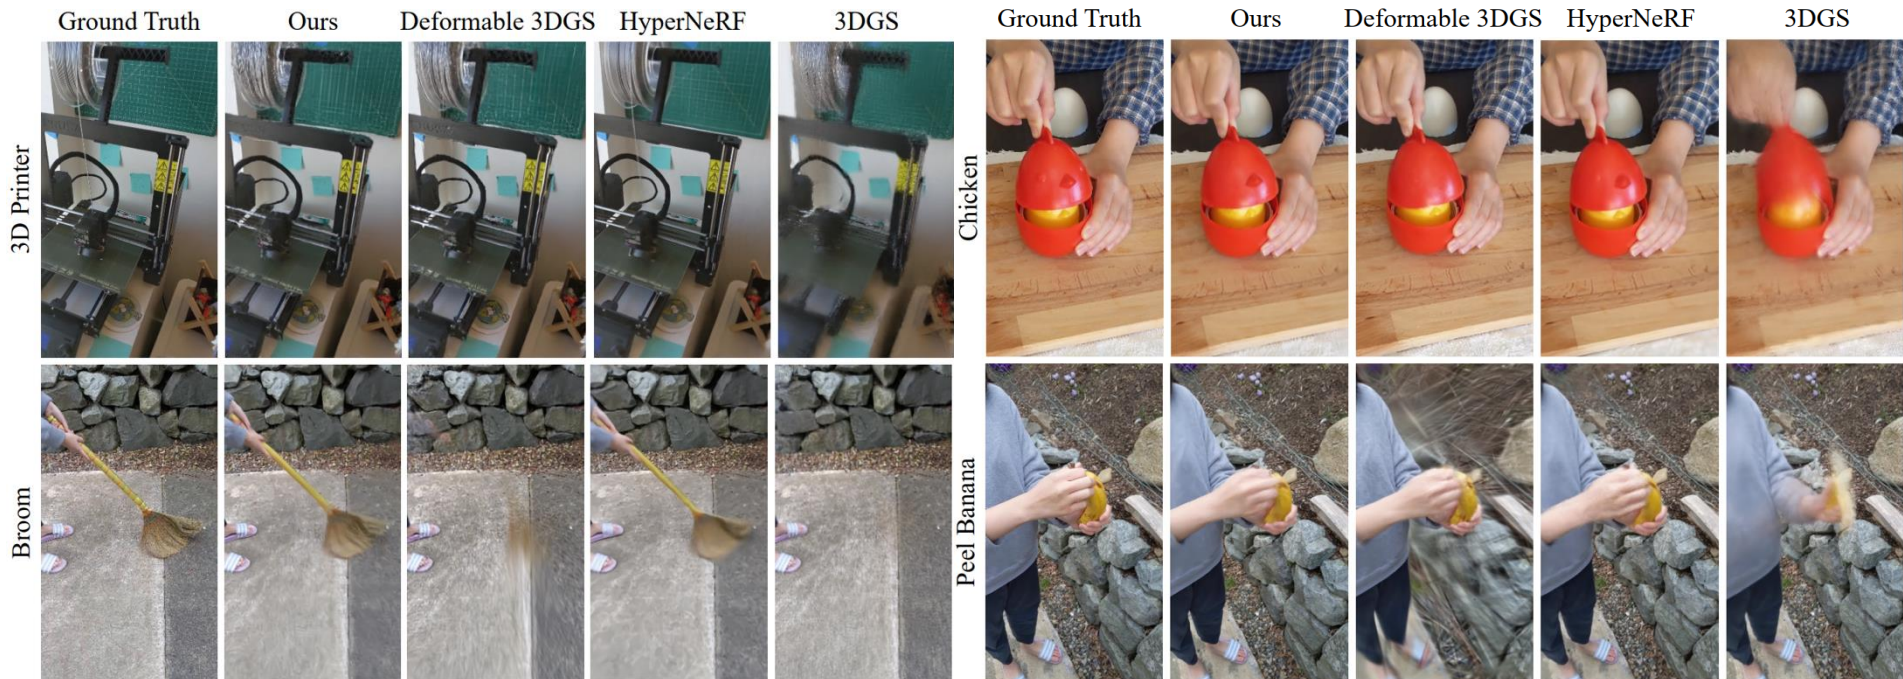 Ground Truth Ours Deformable 3DGS HyperNeRF 3DGS
3D Printer
Broom
Ground Truth Ours Deformable 3DGS HyperNeRF 3DGS
Chicken
Peel Banana